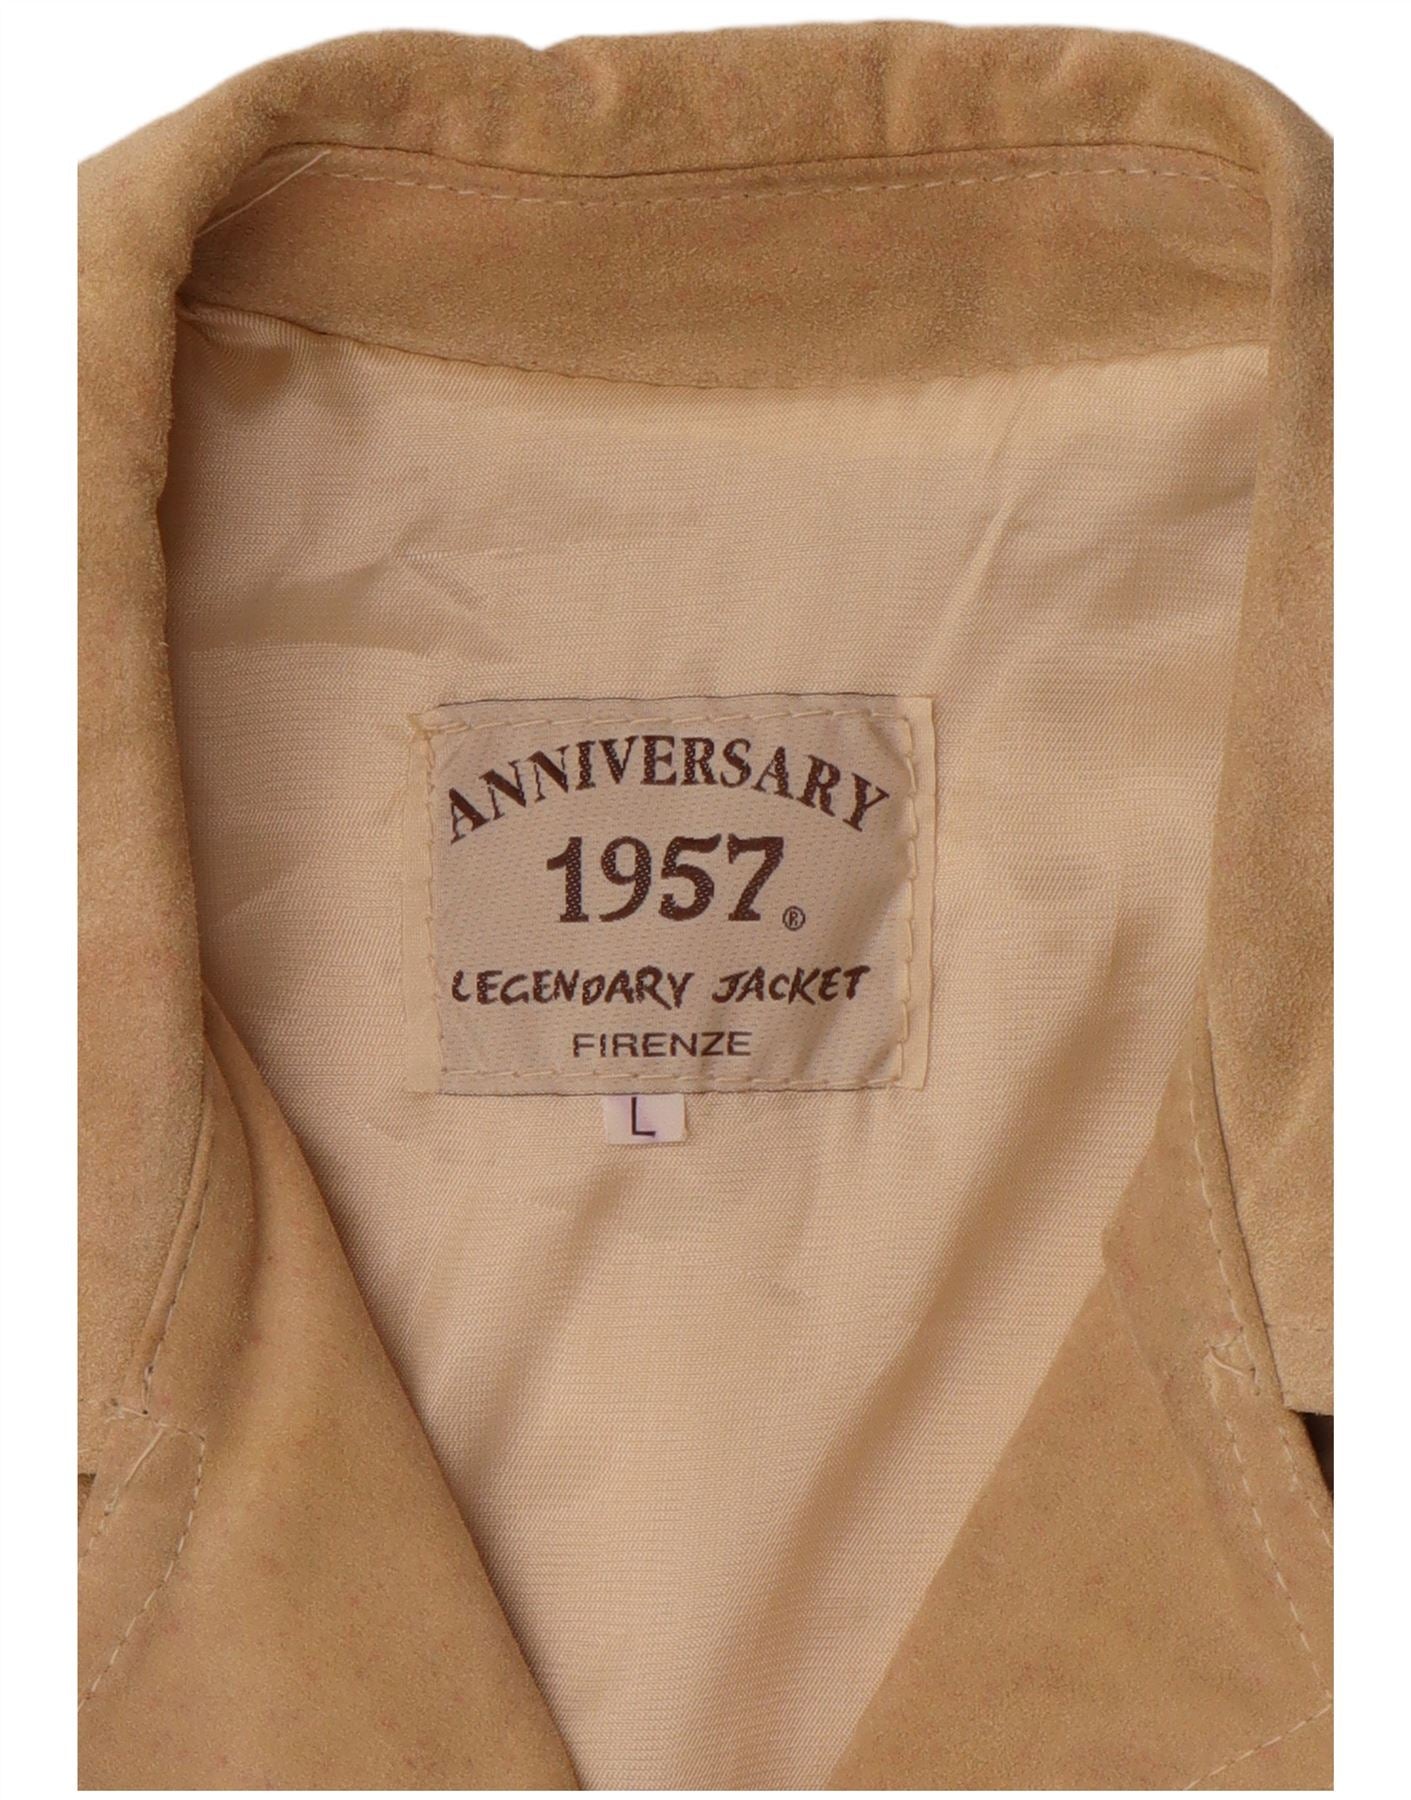 ANNIVERSARY
1957®
LEGENDARY JACKET
FIRENZE
L